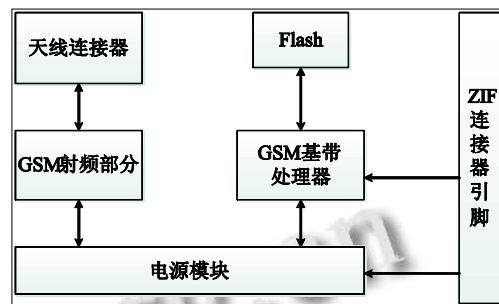 天线连接器
Flash
ZIF
连
接
器
引
脚
GSM射频部分
GSM基带
处理器
电源模块